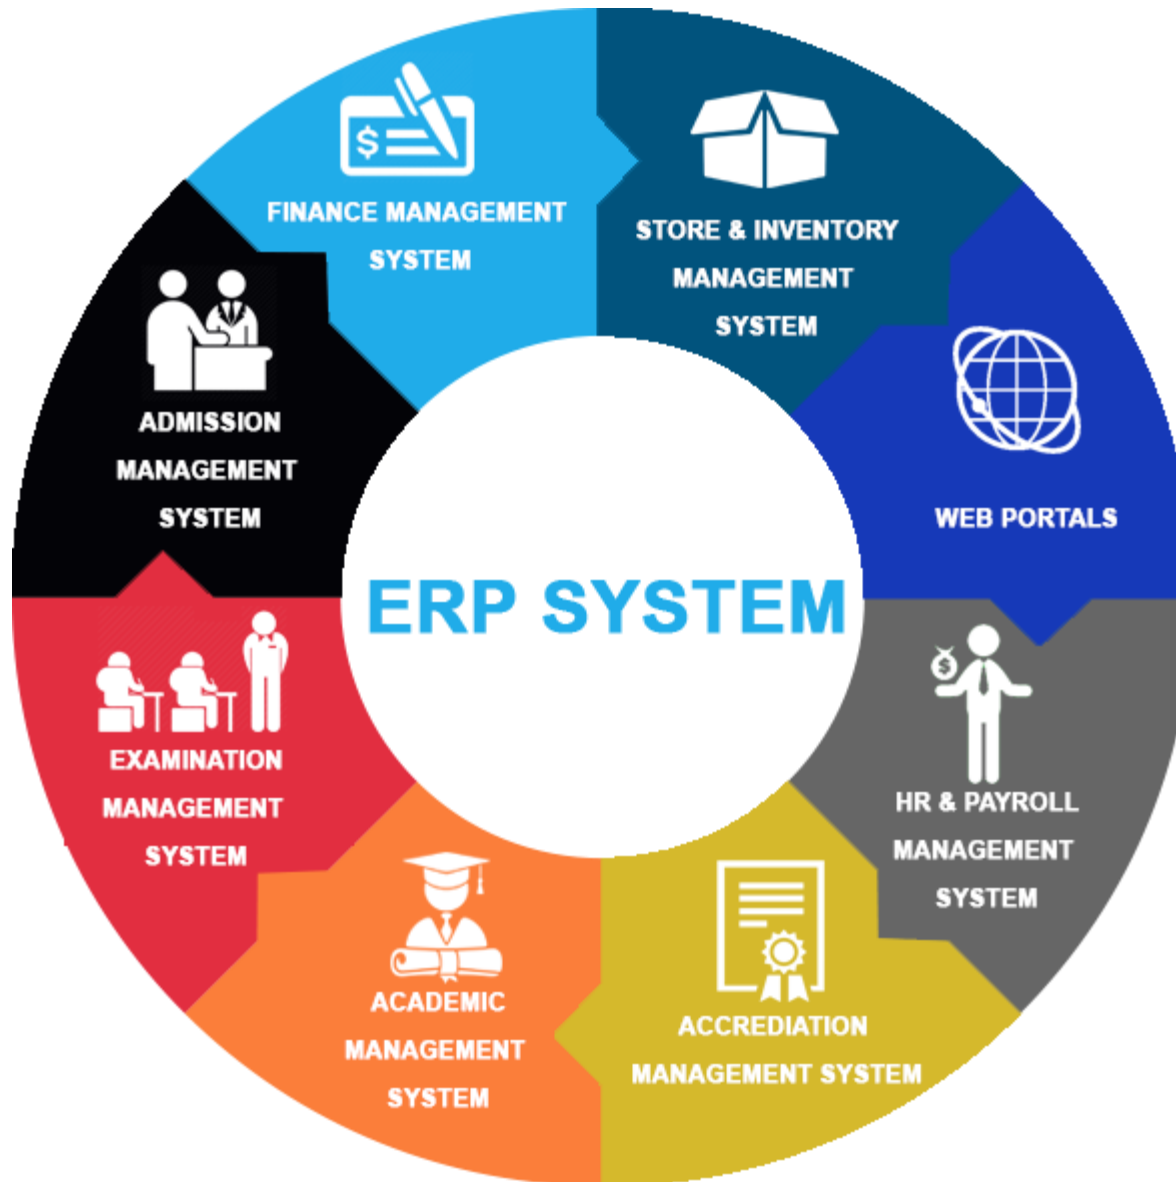 FINANCE MANAGEMENT
SYSTEM
STORE & INVENTORY
MANAGEMENT
SYSTEM
WEB PORTALS
HR & PAYROLL
MANAGEMENT
SYSTEM
ACCREDIATION
MANAGEMENT SYSTEM
ACADEMIC
MANAGEMENT
SYSTEM
EXAMINATION
MANAGEMENT
SYSTEM
ADMISSION
MANAGEMENT
SYSTEM
ERP SYSTEM
$
$